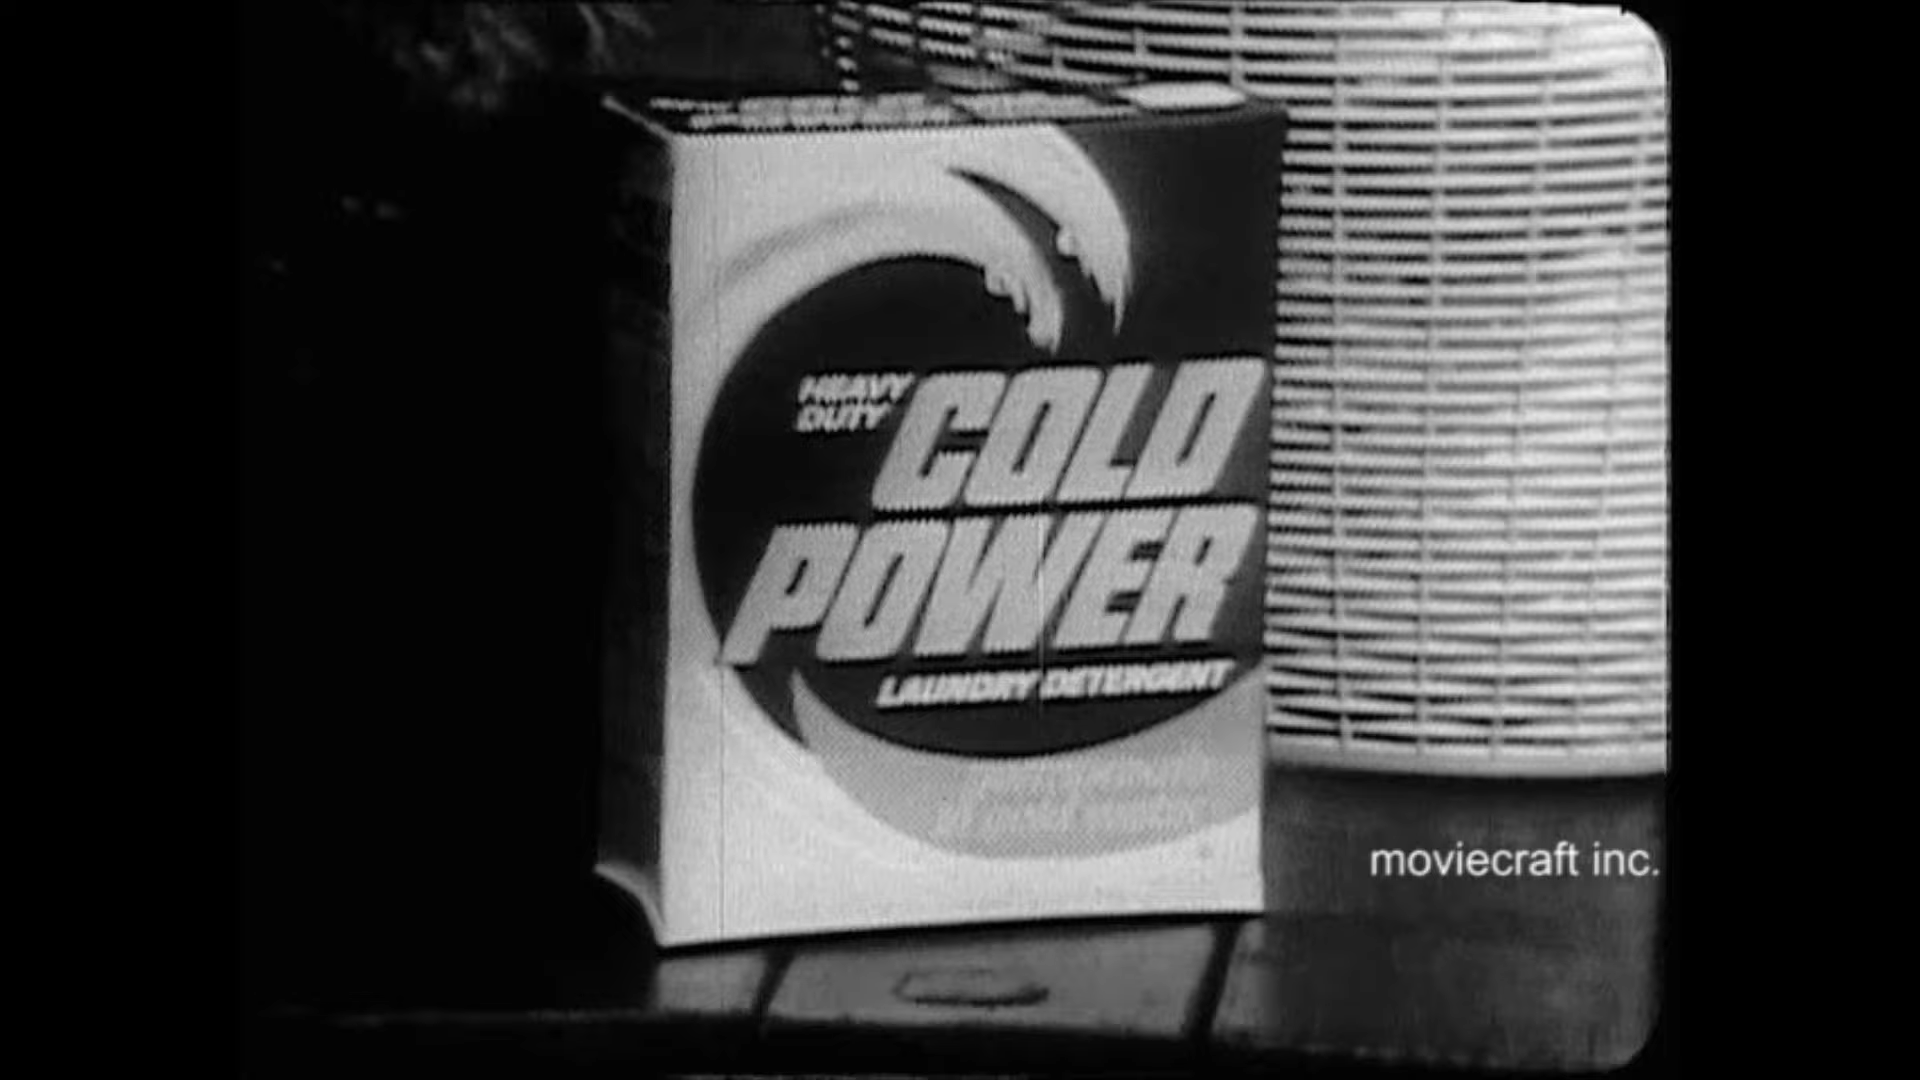 HEAVY
DUTY
COLD
POWER
LAUNDRY DETERGENT
moviecraft inc.